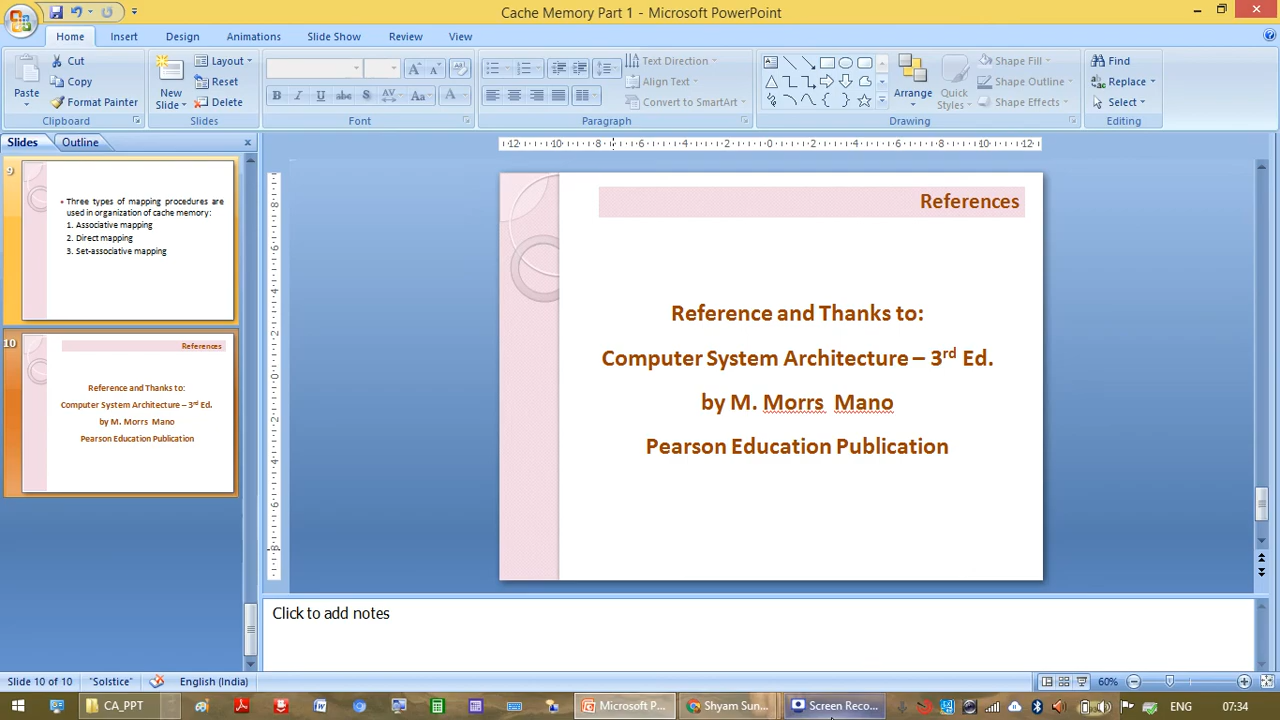 Cache Memory Part 1 - Microsoft PowerPoint
Home Insert Design Animations Slide Show Review View
Cut Layout Text Direction Shape Fill Find
Paste Copy New Slide Reset Align Text Arrange Quick Styles Shape Outline Replace
Format Painter Delete Convert to SmartArt Shape Effects Select
Clipboard Slides Font Paragraph Drawing Editing
Slides Outline
9
• Three types of mapping procedures are
used in organization of cache memory:
1. Associative mapping
2. Direct mapping
3. Set-associative mapping
10
References
Reference and Thanks to:
Computer System Architecture – 3rd Ed.
by M. Morrs Mano
Pearson Education Publication
References
Reference and Thanks to:
Computer System Architecture – 3rd Ed.
by M. Morrs Mano
Pearson Education Publication
Click to add notes
Slide 10 of 10 "Solstice" English (India) 60%
CA_PPT Microsoft P... Shyam Sun... Screen Reco... ENG 07:34